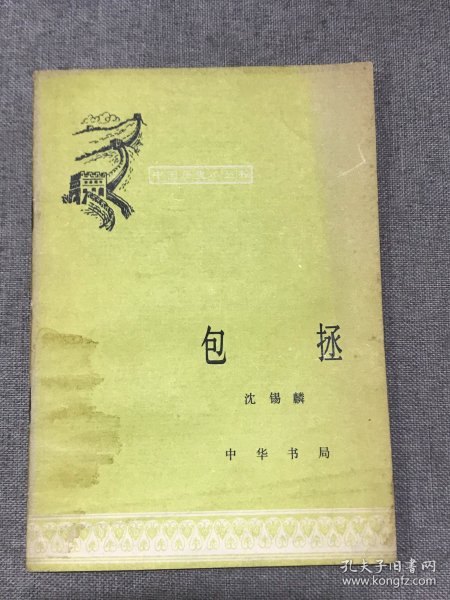 中国历史小丛书
包 拯
沈锡麟
中华书局
孔夫子旧书网
www.kongfz.com